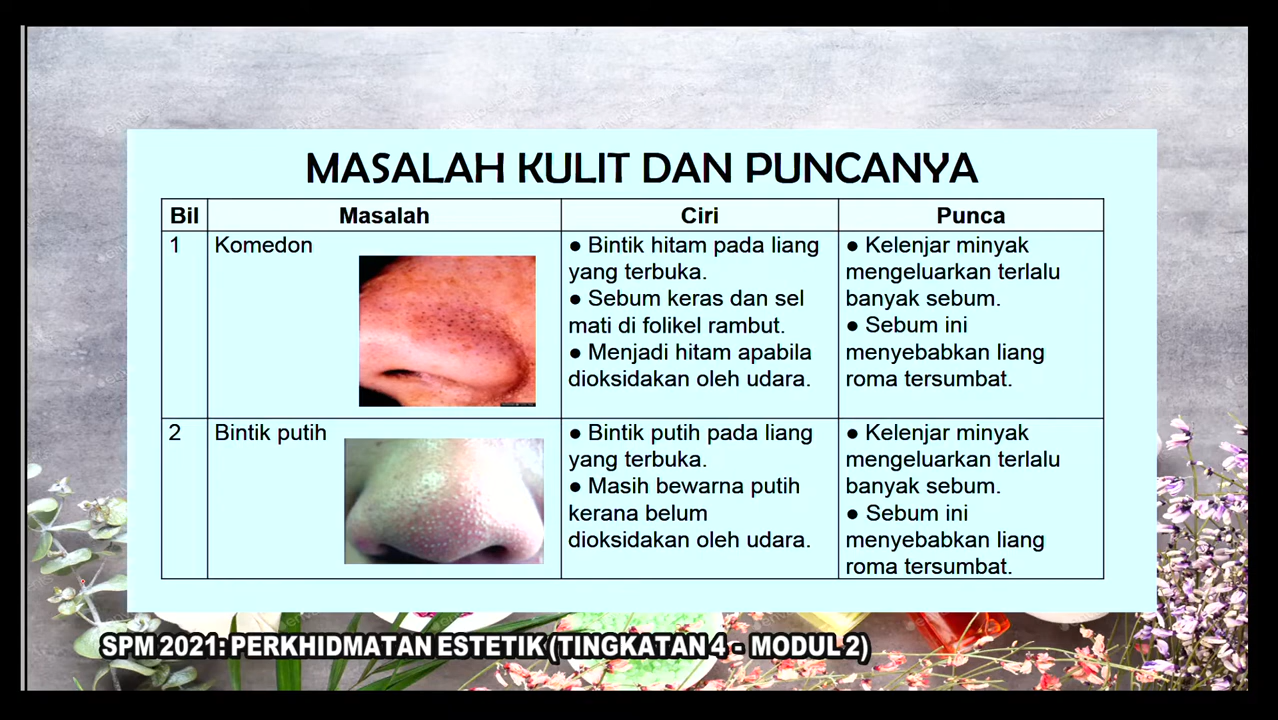 MASALAH KULIT DAN PUNCANYA
Bil Masalah Ciri Punca
1 Komedon
● Bintik hitam pada liang
yang terbuka.
● Sebum keras dan sel
mati di folikel rambut.
● Menjadi hitam apabila
dioksidakan oleh udara.
● Kelenjar minyak
mengeluarkan terlalu
banyak sebum.
● Sebum ini
menyebabkan liang
roma tersumbat.
2 Bintik putih
● Bintik putih pada liang
yang terbuka.
● Masih bewarna putih
kerana belum
dioksidakan oleh udara.
● Kelenjar minyak
mengeluarkan terlalu
banyak sebum.
● Sebum ini
menyebabkan liang
roma tersumbat.
SPM 2021: PERKHIDMATAN ESTETIK (TINGKATAN 4 - MODUL 2)